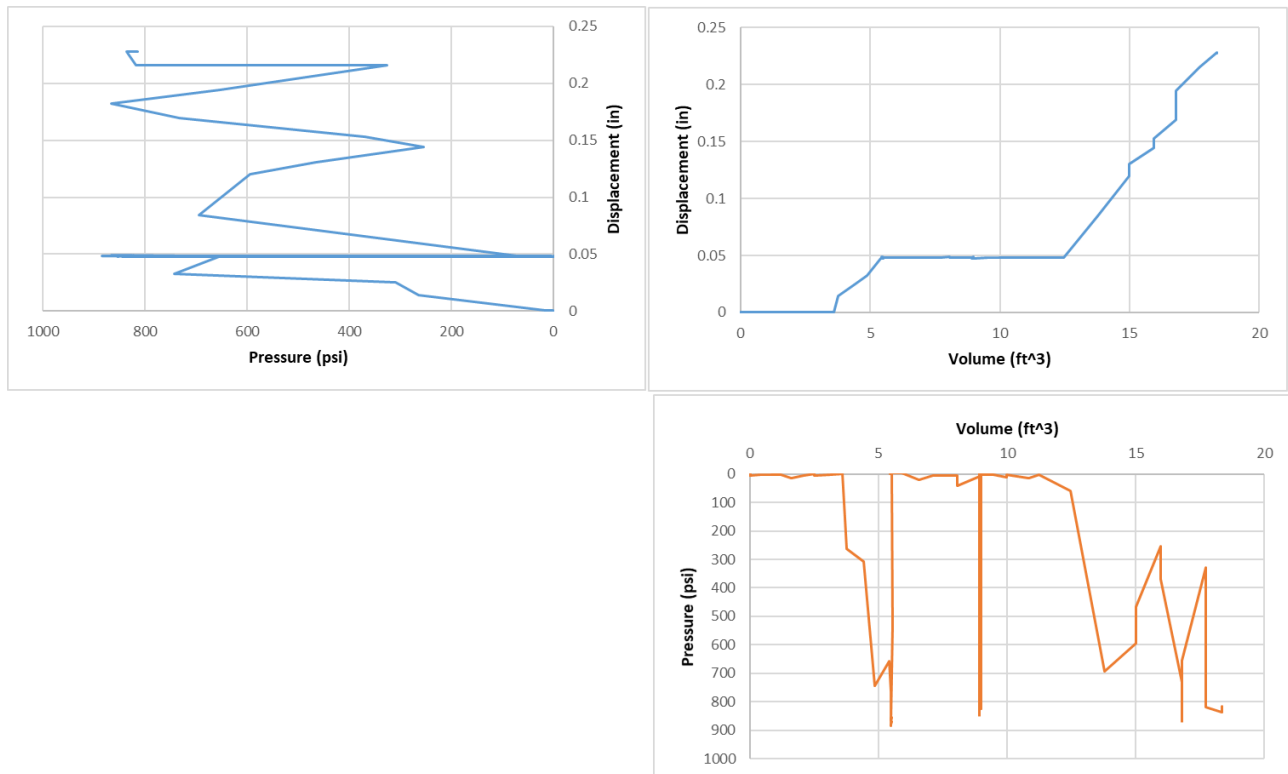 0.25
0.2
0.15
0.1
0.05
0
Displacement (in)
1000 800 600 400 200 0
Pressure (psi)
0.25
0.2
0.15
0.1
0.05
0
Displacement (in)
0 5 10 15 20
Volume (ft^3)
Volume (ft^3)
0 5 10 15 20
0
100
200
300
400
500
600
700
800
900
1000
Pressure (psi)